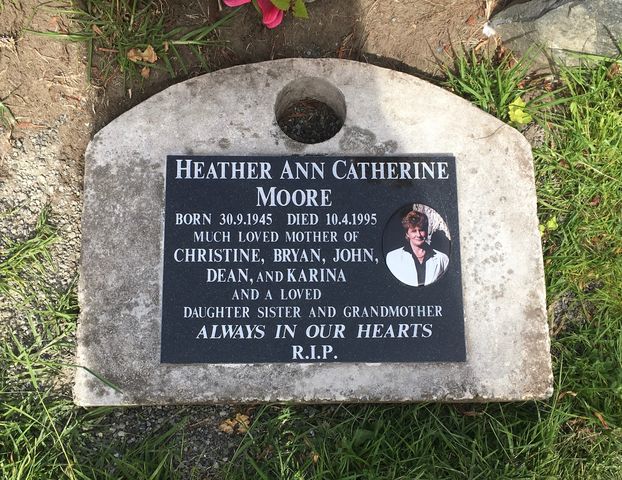 HEATHER ANN CATHERINE
MOORE
BORN 30.9.1945 DIED 10.4.1995
MUCH LOVED MOTHER OF
CHRISTINE, BRYAN, JOHN,
DEAN, AND KARINA
AND A LOVED
DAUGHTER SISTER AND GRANDMOTHER
ALWAYS IN OUR HEARTS
R.I.P.